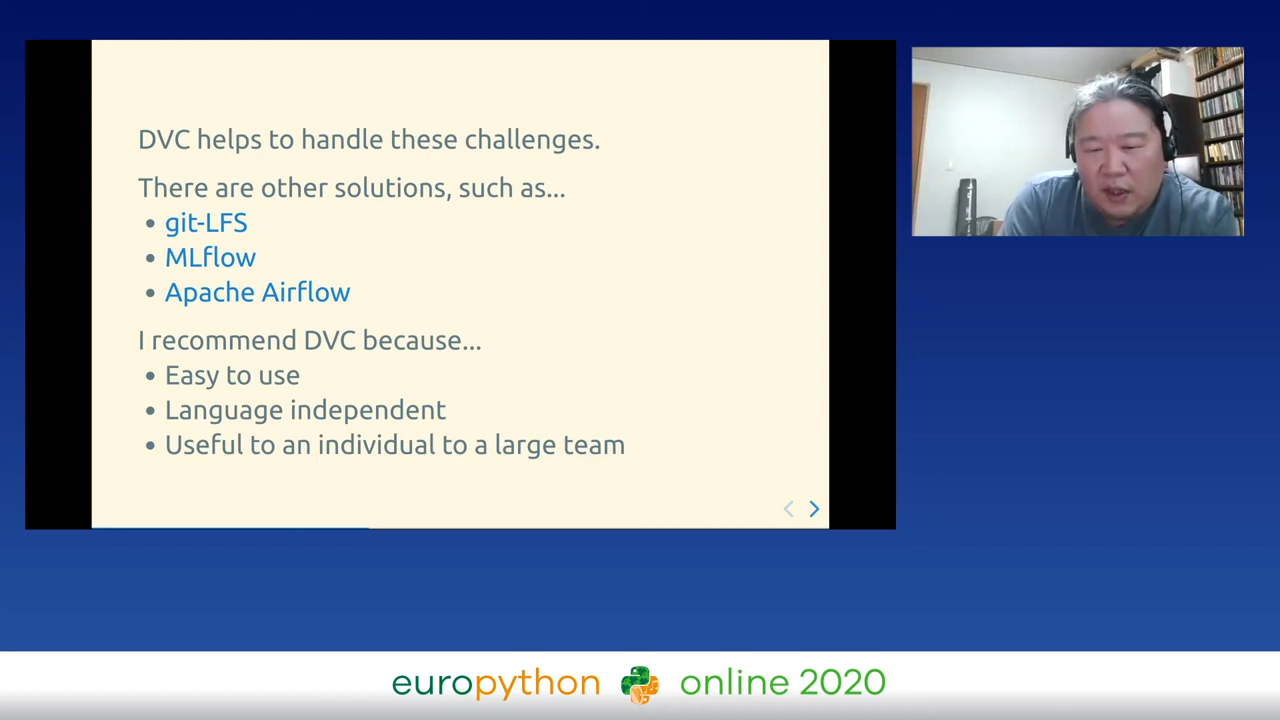 DVC helps to handle these challenges.
There are other solutions, such as...
• git-LFS
• MLflow
• Apache Airflow
I recommend DVC because...
• Easy to use
• Language independent
• Useful to an individual to a large team
europython online 2020